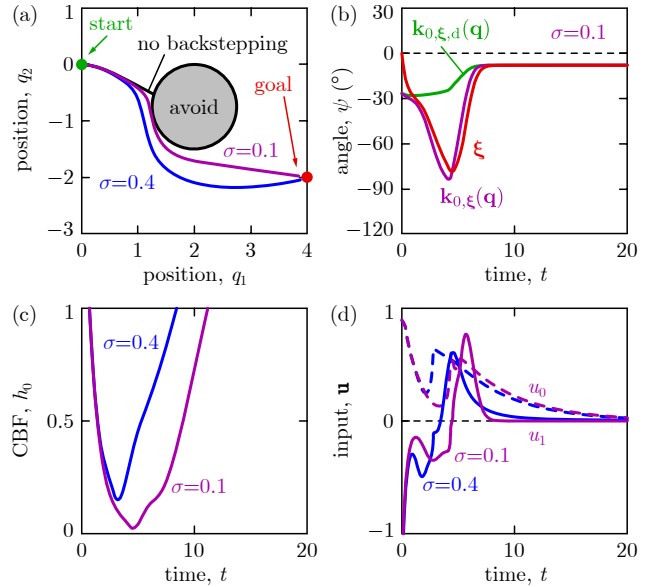 (a)
start
no backstepping
avoid
goal
σ=0.1
σ=0.4
0
−1
−2
−3
1
position, q₂
0
1
2
3
4
position, q₁
(b)
k₀,ξ,d(q)
σ=0.1
ξ
k₀,ξ(q)
30
0
−30
−60
−90
−120
angle, ψ (°)
0
10
20
time, t
(c)
σ=0.4
σ=0.1
1
0.5
0
CBF, h₀
0
10
20
time, t
(d)
u₀
u₁
σ=0.1
σ=0.4
1
0
−1
input, u
0
10
20
time, t